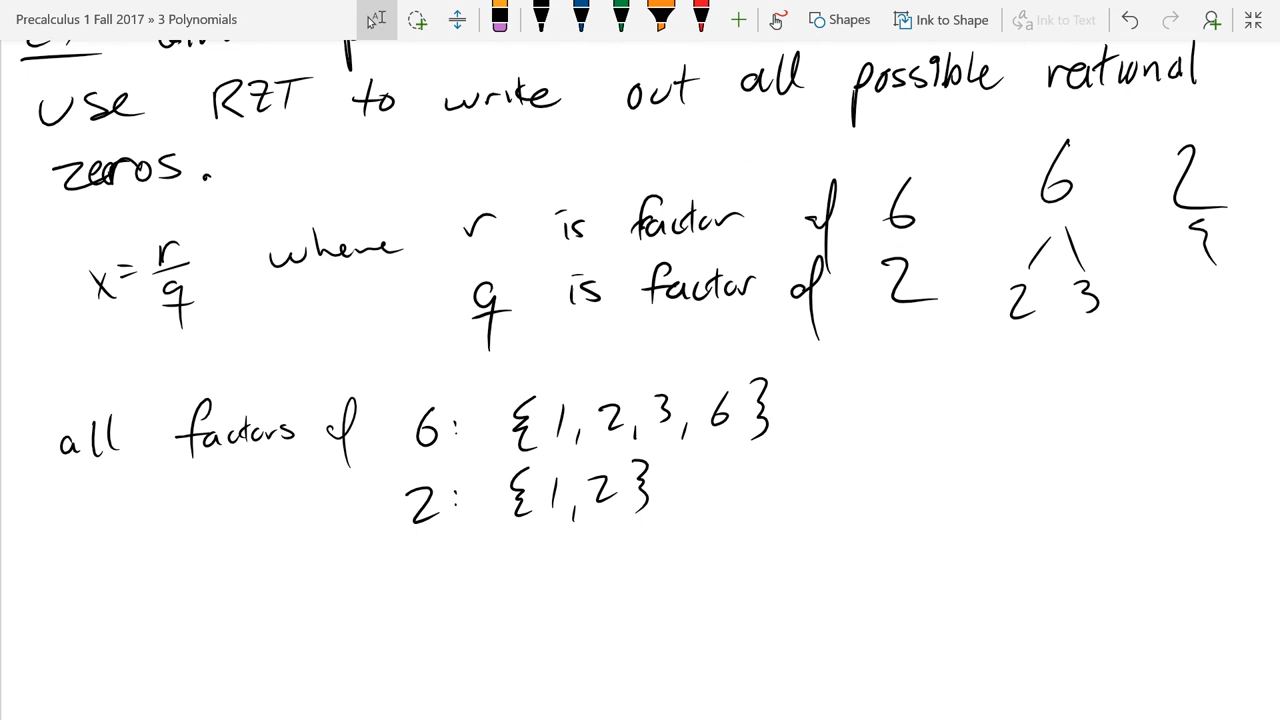 Precalculus 1 Fall 2017 » 3 Polynomials
Shapes
Ink to Shape
Ink to Text
use RZT to write out all possible rational
zeros.
x = r/q where r is factor of 6
q is factor of 2
6
2 3
2
all factors of 6: {1, 2, 3, 6}
2: {1, 2}